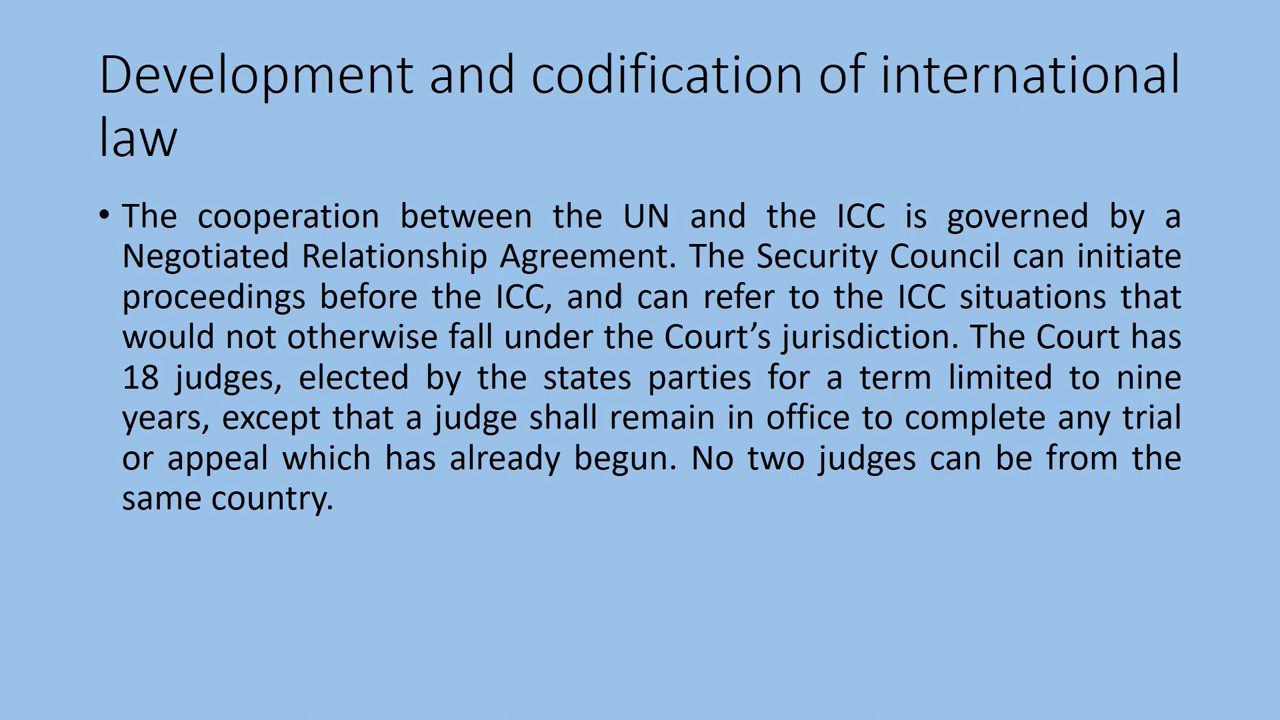 Development and codification of international
law
• The cooperation between the UN and the ICC is governed by a
Negotiated Relationship Agreement. The Security Council can initiate
proceedings before the ICC, and can refer to the ICC situations that
would not otherwise fall under the Court’s jurisdiction. The Court has
18 judges, elected by the states parties for a term limited to nine
years, except that a judge shall remain in office to complete any trial
or appeal which has already begun. No two judges can be from the
same country.